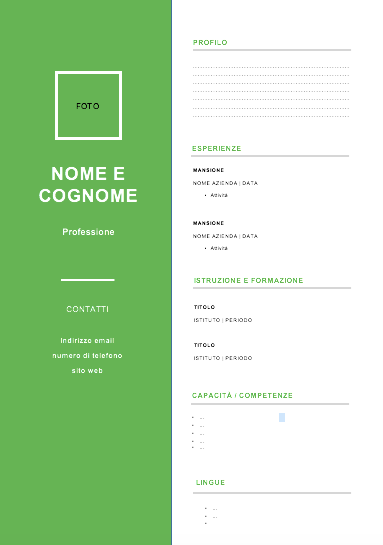 FOTO
NOME E
COGNOME
Professione
CONTATTI
Indirizzo email
numero di telefono
sito web
PROFILO
ESPERIENZE
MANSIONE
NOME AZIENDA | DATA
• Attività
MANSIONE
NOME AZIENDA | DATA
• Attività
ISTRUZIONE E FORMAZIONE
TITOLO
ISTITUTO | PERIODO
TITOLO
ISTITUTO | PERIODO
CAPACITÀ / COMPETENZE
• ...
• ...
• ...
• ...
• ...
LINGUE
• ...
• ...
•